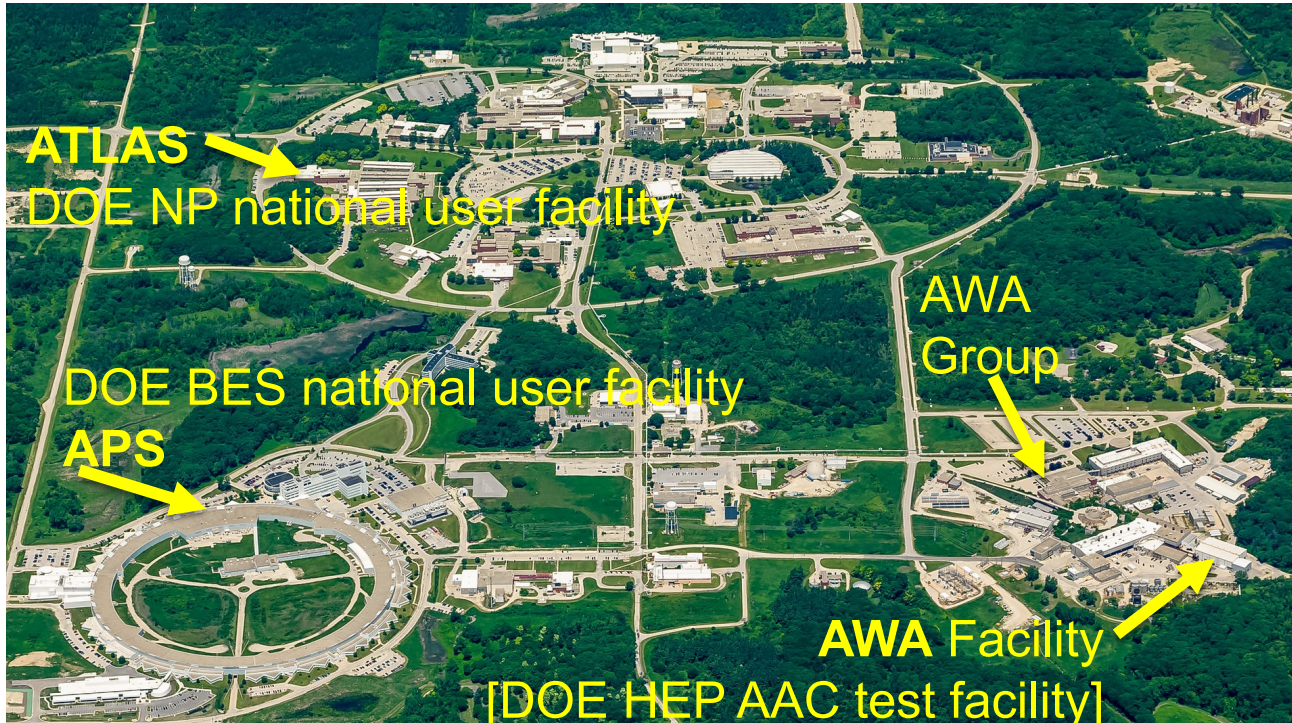 ATLAS
DOE NP national user facility
AWA
Group
DOE BES national user facility
APS
AWA Facility
[DOE HEP AAC test facility]